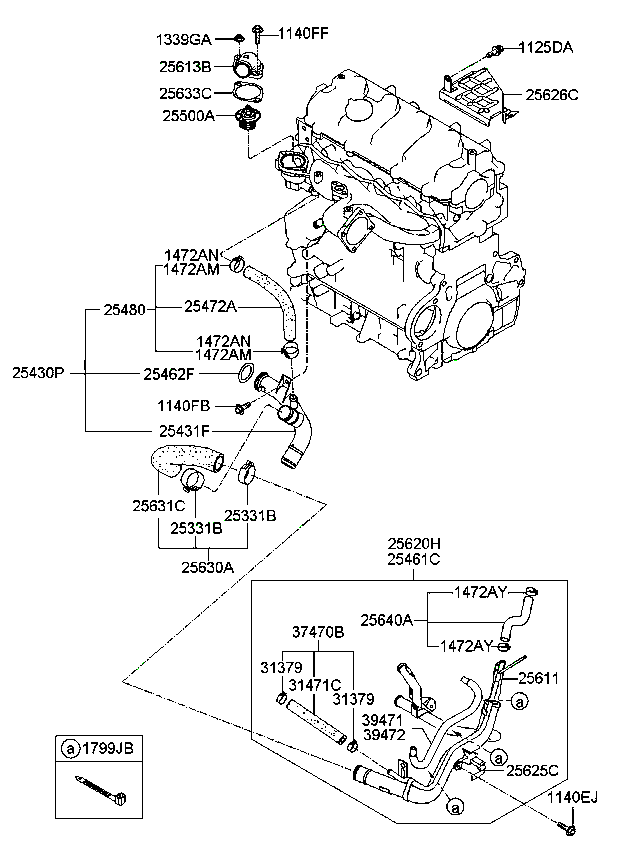 1140FF
1339GA
25613B
25633C
25500A
1125DA
25626C
1472AN
1472AM
25480
25472A
1472AN
1472AM
25430P
25462F
1140FB
25431F
25631C
25331B
25331B
25630A
25620H
25461C
1472AY
25640A
1472AY
37470B
31379
31471C
31379
25611
39471
39472
a
a
25625C
a
1140EJ
a 1799JB